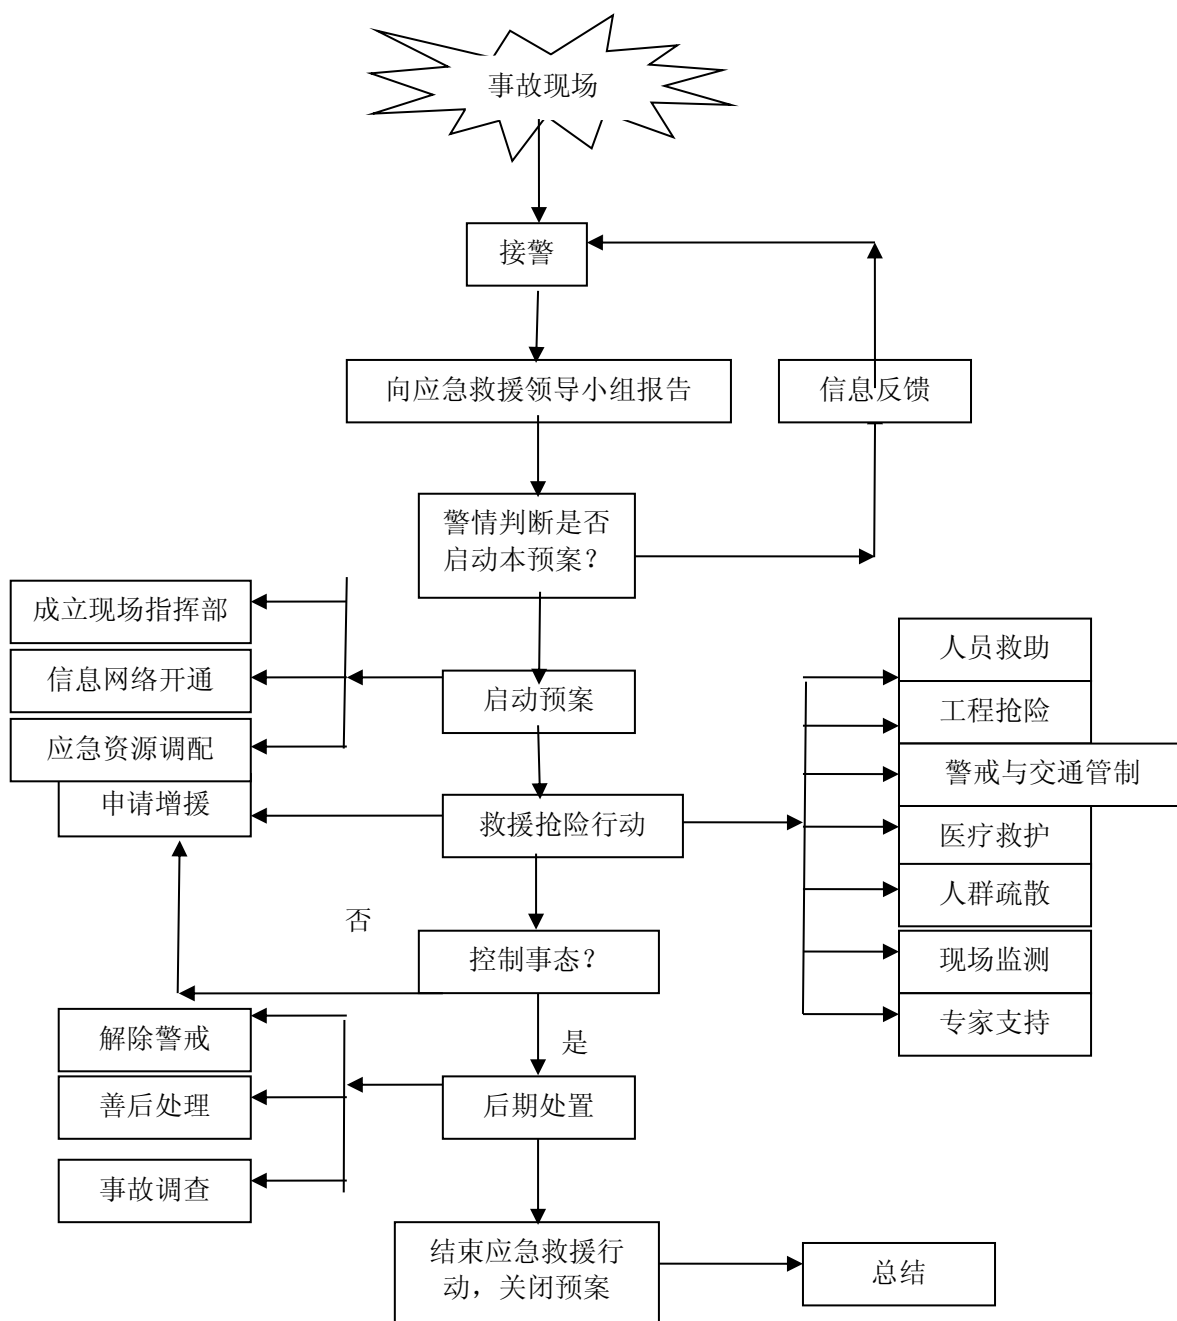 事故现场
接警
向应急救援领导小组报告
信息反馈
警情判断是否
启动本预案？
成立现场指挥部
信息网络开通
应急资源调配
申请增援
启动预案
救援抢险行动
人员救助
工程抢险
警戒与交通管制
医疗救护
人群疏散
现场监测
专家支持
否
控制事态？
是
解除警戒
善后处理
事故调查
后期处置
结束应急救援行
动，关闭预案
总结